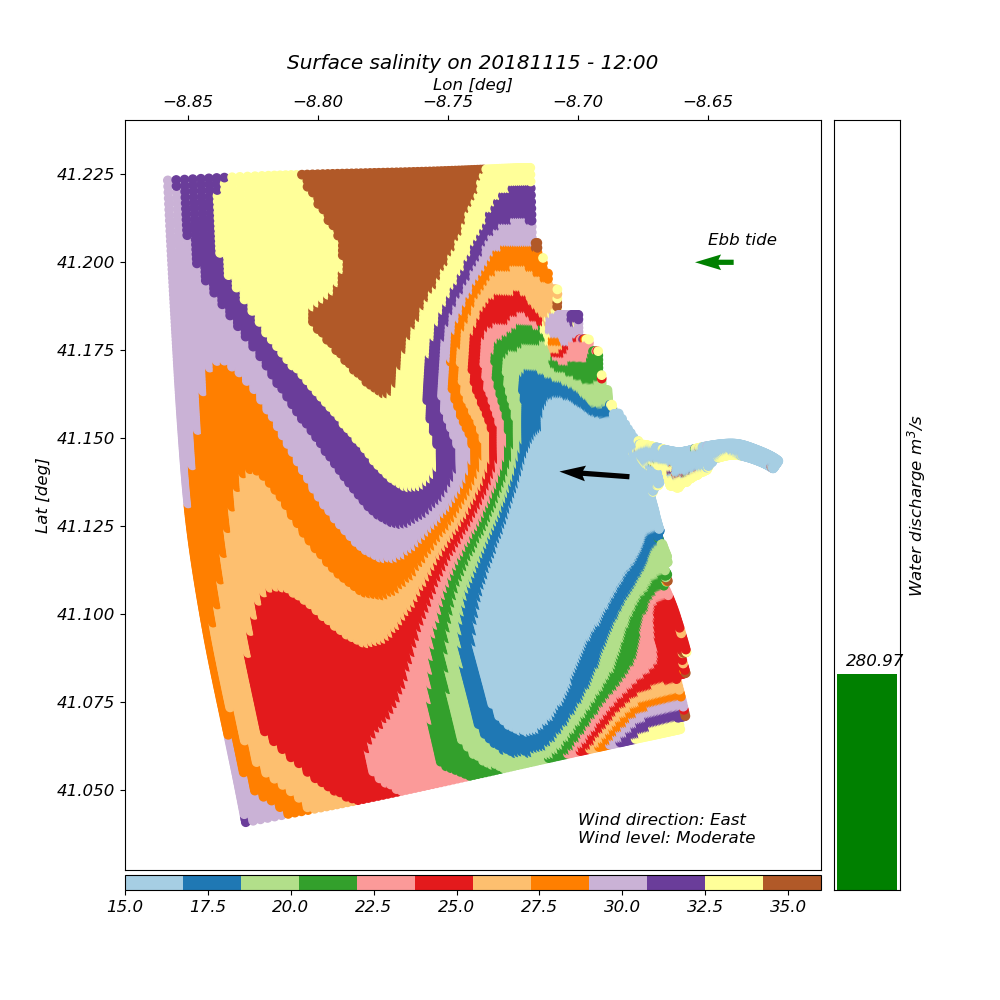 Surface salinity on 20181115 - 12:00
Lon [deg]
−8.85 −8.80 −8.75 −8.70 −8.65
41.225
41.200
41.175
41.150
41.125
41.100
41.075
41.050
Lat [deg]
Ebb tide
Wind direction: East
Wind level: Moderate
15.0 17.5 20.0 22.5 25.0 27.5 30.0 32.5 35.0
280.97
Water discharge m³/s